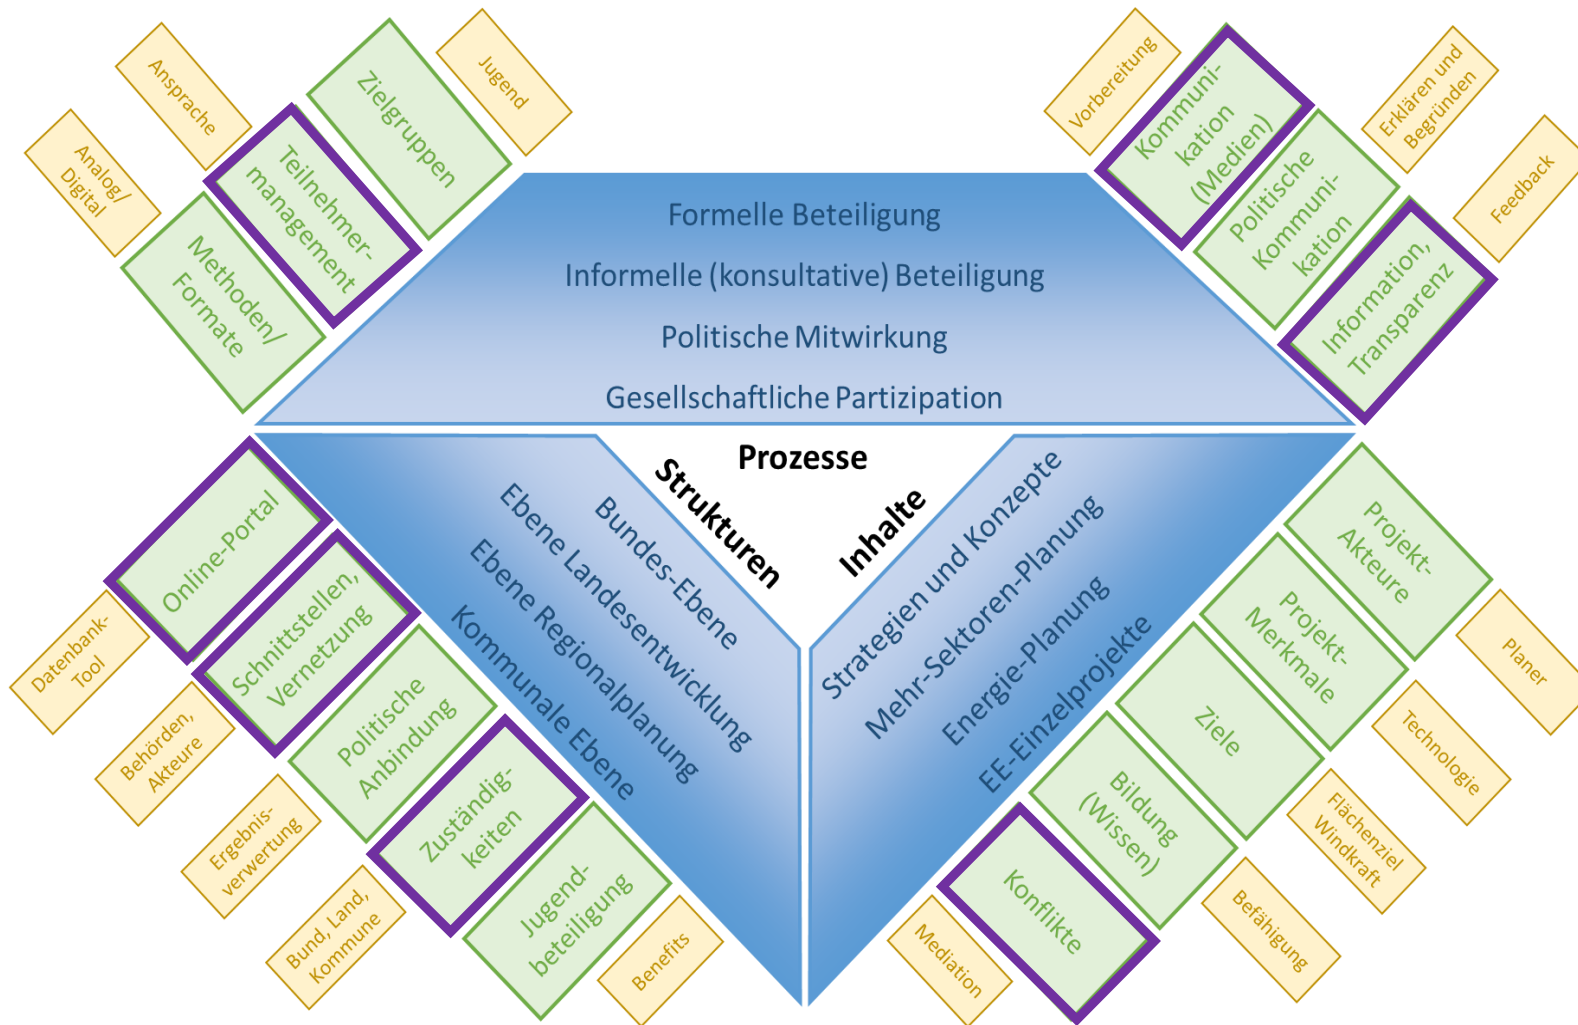 Analog/
Digital
Ansprache
Jugend
Methoden/
Formate
Teilnehmer-
management
Zielgruppen
Vorbereitung
Erklären und
Begründen
Feedback
Kommuni-
kation
(Medien)
Politische
Kommuni-
kation
Information,
Transparenz
Formelle Beteiligung
Informelle (konsultative) Beteiligung
Politische Mitwirkung
Gesellschaftliche Partizipation
Prozesse
Strukturen
Inhalte
Bundes-Ebene
Ebene Landesentwicklung
Ebene Regionalplanung
Kommunale Ebene
Strategien und Konzepte
Mehr-Sektoren-Planung
Energie-Planung
EE-Einzelprojekte
Online-Portal
Schnittstellen,
Vernetzung
Politische
Anbindung
Zuständig-
keiten
Jugend-
beteiligung
Datenbank-
Tool
Behörden,
Akteure
Ergebnis-
verwertung
Bund, Land,
Kommune
Benefits
Projekt-
Akteure
Projekt-
Merkmale
Ziele
Bildung
(Wissen)
Konflikte
Planer
Technologie
Flächenziel
Windkraft
Befähigung
Mediation